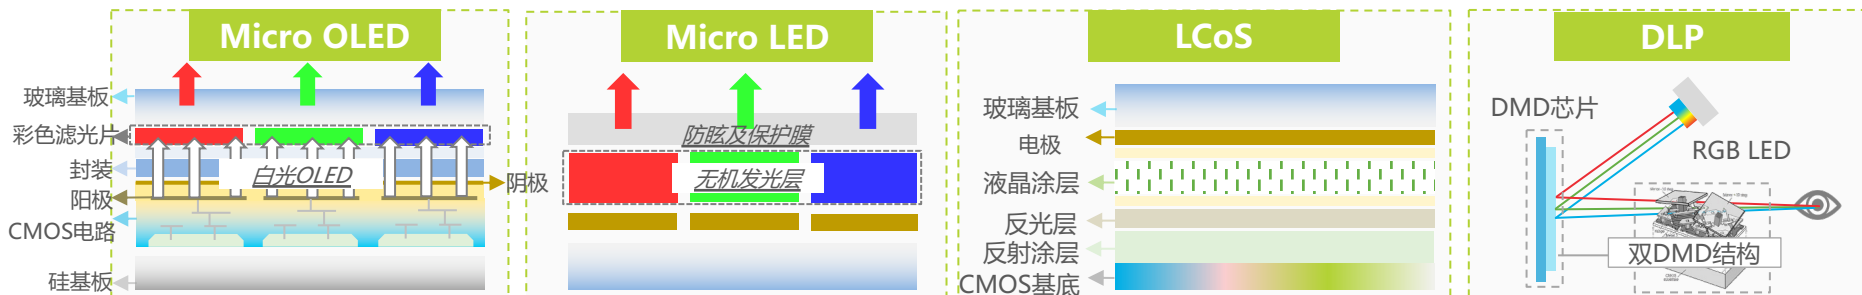 Micro OLED
玻璃基板
彩色滤光片
封装
白光OLED
阴极
阳极
CMOS电路
硅基板
Micro LED
防眩及保护膜
无机发光层
LCoS
玻璃基板
电极
液晶涂层
反光层
反射涂层
CMOS基底
DLP
DMD芯片
RGB LED
双DMD结构